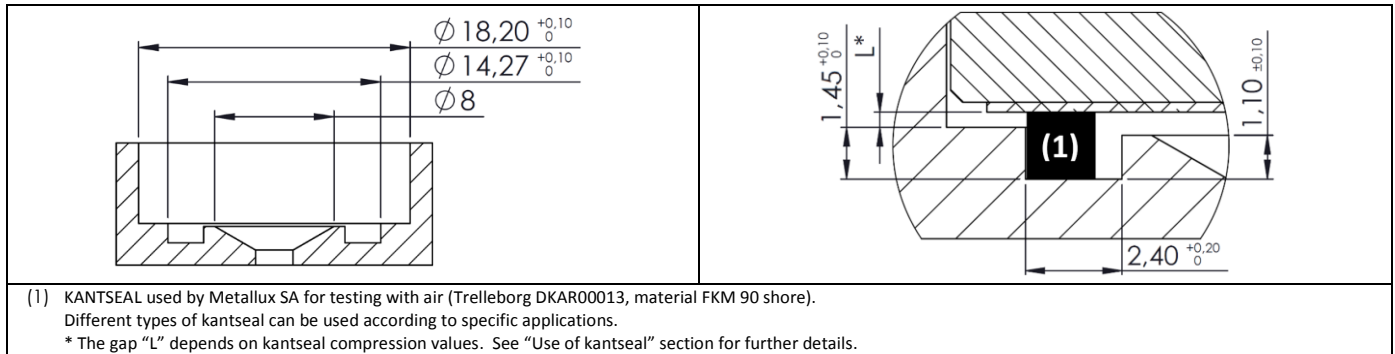 Ø 18,20 +0,10 0
Ø 14,27 +0,10 0
Ø 8
1,45 +0,10 0
L*
(1)
1,10 ±0,10
2,40 +0,20 0
(1) KANTSEAL used by Metallux SA for testing with air (Trelleborg DKAR00013, material FKM 90 shore).
Different types of kantseal can be used according to specific applications.
* The gap “L” depends on kantseal compression values. See “Use of kantseal” section for further details.